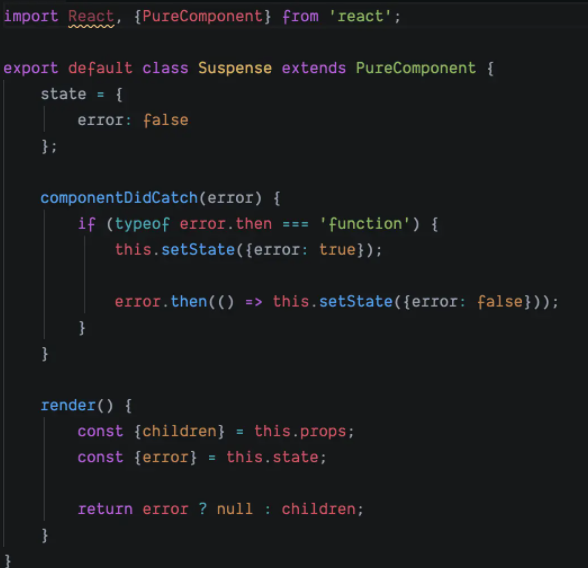 import React, {PureComponent} from 'react';
export default class Suspense extends PureComponent {
state = {
error: false
};
componentDidCatch(error) {
if (typeof error.then === 'function') {
this.setState({error: true});
error.then(() => this.setState({error: false}));
}
}
render() {
const {children} = this.props;
const {error} = this.state;
return error ? null : children;
}
}